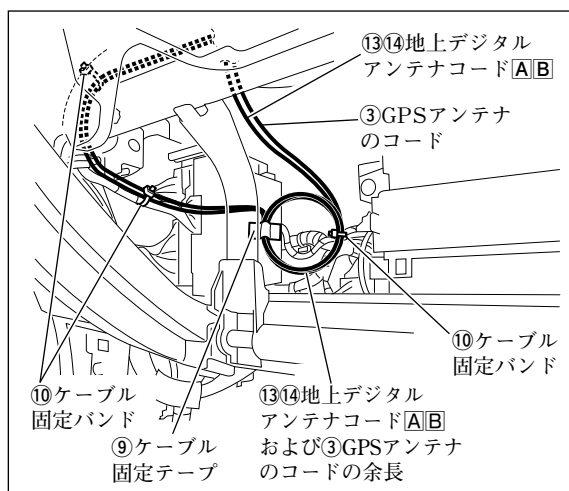 ⑬⑭地上デジタル
アンテナコードAB
③GPSアンテナ
のコード
⑩ケーブル
固定バンド
⑩ケーブル
固定バンド
⑨ケーブル
固定テープ
⑬⑭地上デジタル
アンテナコードAB
および③GPSアンテナ
のコードの余長